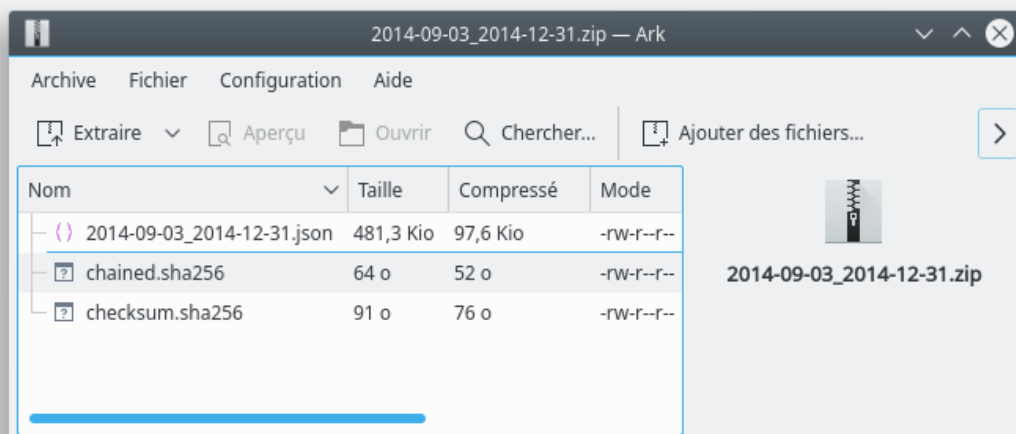 2014-09-03_2014-12-31.zip — Ark
Archive Fichier Configuration Aide
Extraire Aperçu Ouvrir Chercher... Ajouter des fichiers...
Nom Taille Compressé Mode
2014-09-03_2014-12-31.json 481,3 Kio 97,6 Kio -rw-r--r--
chained.sha256 64 o 52 o -rw-r--r--
checksum.sha256 91 o 76 o -rw-r--r--
2014-09-03_2014-12-31.zip